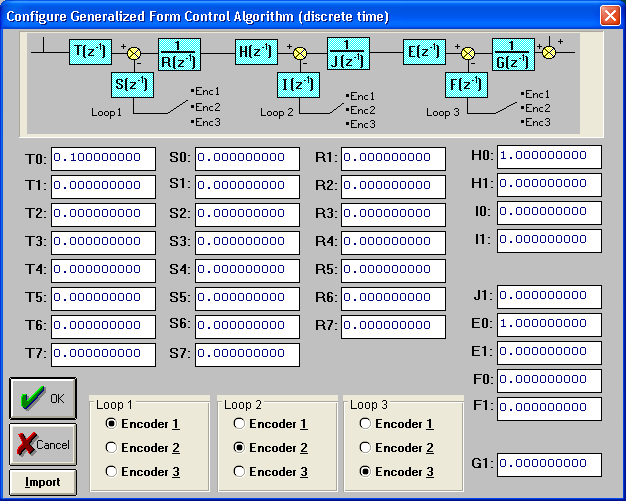 Configure Generalized Form Control Algorithm (discrete time)
T(z⁻¹) + - 1/R(z⁻¹) H(z⁻¹) + - 1/J(z⁻¹) E(z⁻¹) + - 1/G(z⁻¹) + +
S(z⁻¹) I(z⁻¹) F(z⁻¹)
Loop 1 •Enc1 •Enc2 •Enc3
Loop 2 •Enc1 •Enc2 •Enc3
Loop 3 •Enc1 •Enc2 •Enc3
T0: 0.100000000 S0: 0.000000000 R1: 0.000000000 H0: 1.000000000
T1: 0.000000000 S1: 0.000000000 R2: 0.000000000 H1: 0.000000000
T2: 0.000000000 S2: 0.000000000 R3: 0.000000000 I0: 0.000000000
T3: 0.000000000 S3: 0.000000000 R4: 0.000000000 I1: 0.000000000
T4: 0.000000000 S4: 0.000000000 R5: 0.000000000
T5: 0.000000000 S5: 0.000000000 R6: 0.000000000 J1: 0.000000000
T6: 0.000000000 S6: 0.000000000 R7: 0.000000000 E0: 1.000000000
T7: 0.000000000 S7: 0.000000000 E1: 0.000000000
F0: 0.000000000
F1: 0.000000000
G1: 0.000000000
OK
Cancel
Import
Loop 1
Encoder 1
Encoder 2
Encoder 3
Loop 2
Encoder 1
Encoder 2
Encoder 3
Loop 3
Encoder 1
Encoder 2
Encoder 3